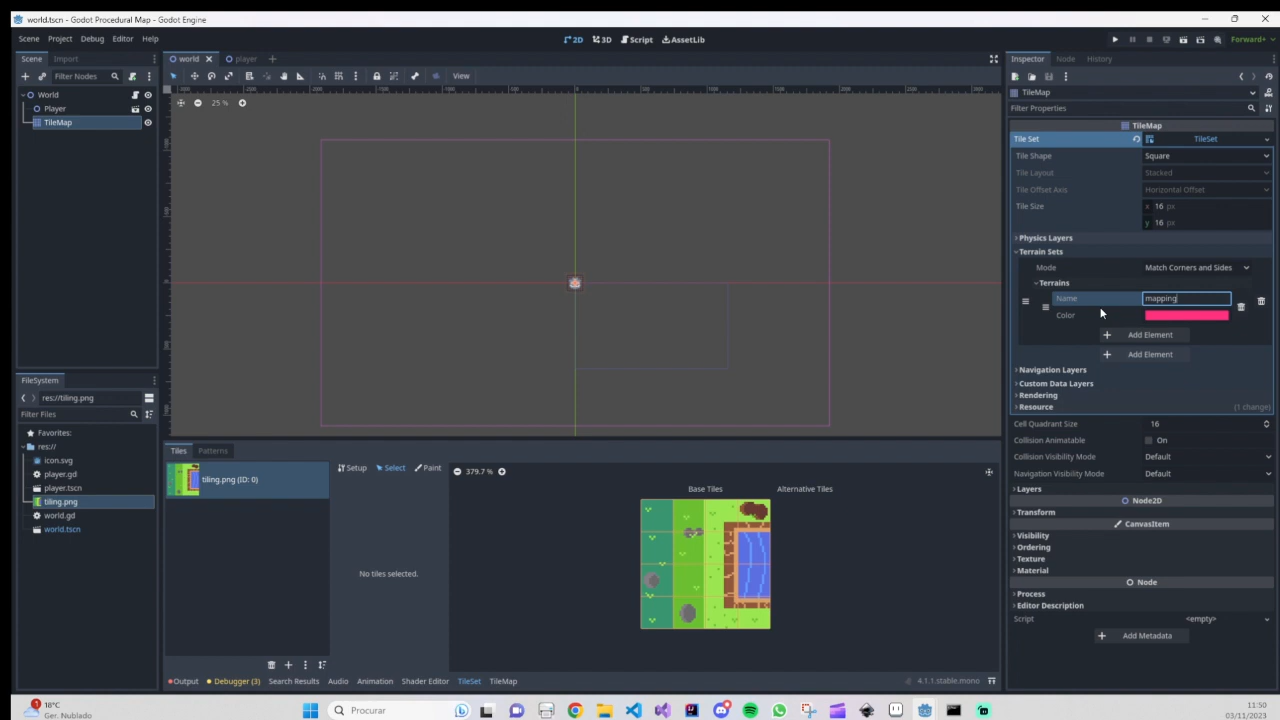 world.tscn - Godot Procedural Map - Godot Engine
Scene Project Debug Editor Help
2D 3D Script AssetLib
Forward+
Scene Import
world player
Inspector Node History
Filter Nodes
View
World
Player
TileMap
25 %
TileMap
Filter Properties
TileMap
Tile Set TileSet
Tile Shape Square
Tile Layout Stacked
Tile Offset Axis Horizontal Offset
Tile Size x 16 px
y 16 px
Physics Layers
Terrain Sets
Mode Match Corners and Sides
Terrains
Name mapping
Color
Add Element
Add Element
Navigation Layers
Custom Data Layers
Rendering
Resource (1 change)
Cell Quadrant Size 16
Collision Animatable On
Collision Visibility Mode Default
Navigation Visibility Mode Default
Layers
Node2D
Transform
CanvasItem
Visibility
Ordering
Texture
Material
Node
Process
Editor Description
Script <empty>
Add Metadata
FileSystem
res://tiling.png
Filter Files
Favorites:
res://
icon.svg
player.gd
player.tscn
tiling.png
world.gd
world.tscn
Tiles Patterns
tiling.png (ID: 0)
Setup Select Paint
No tiles selected.
379.7 %
Base Tiles Alternative Tiles
Output Debugger (3) Search Results Audio Animation Shader Editor TileSet TileMap
4.1.1.stable.mono
1
18°C
Ger. Nublado
Procurar
11:50
03/11/2023